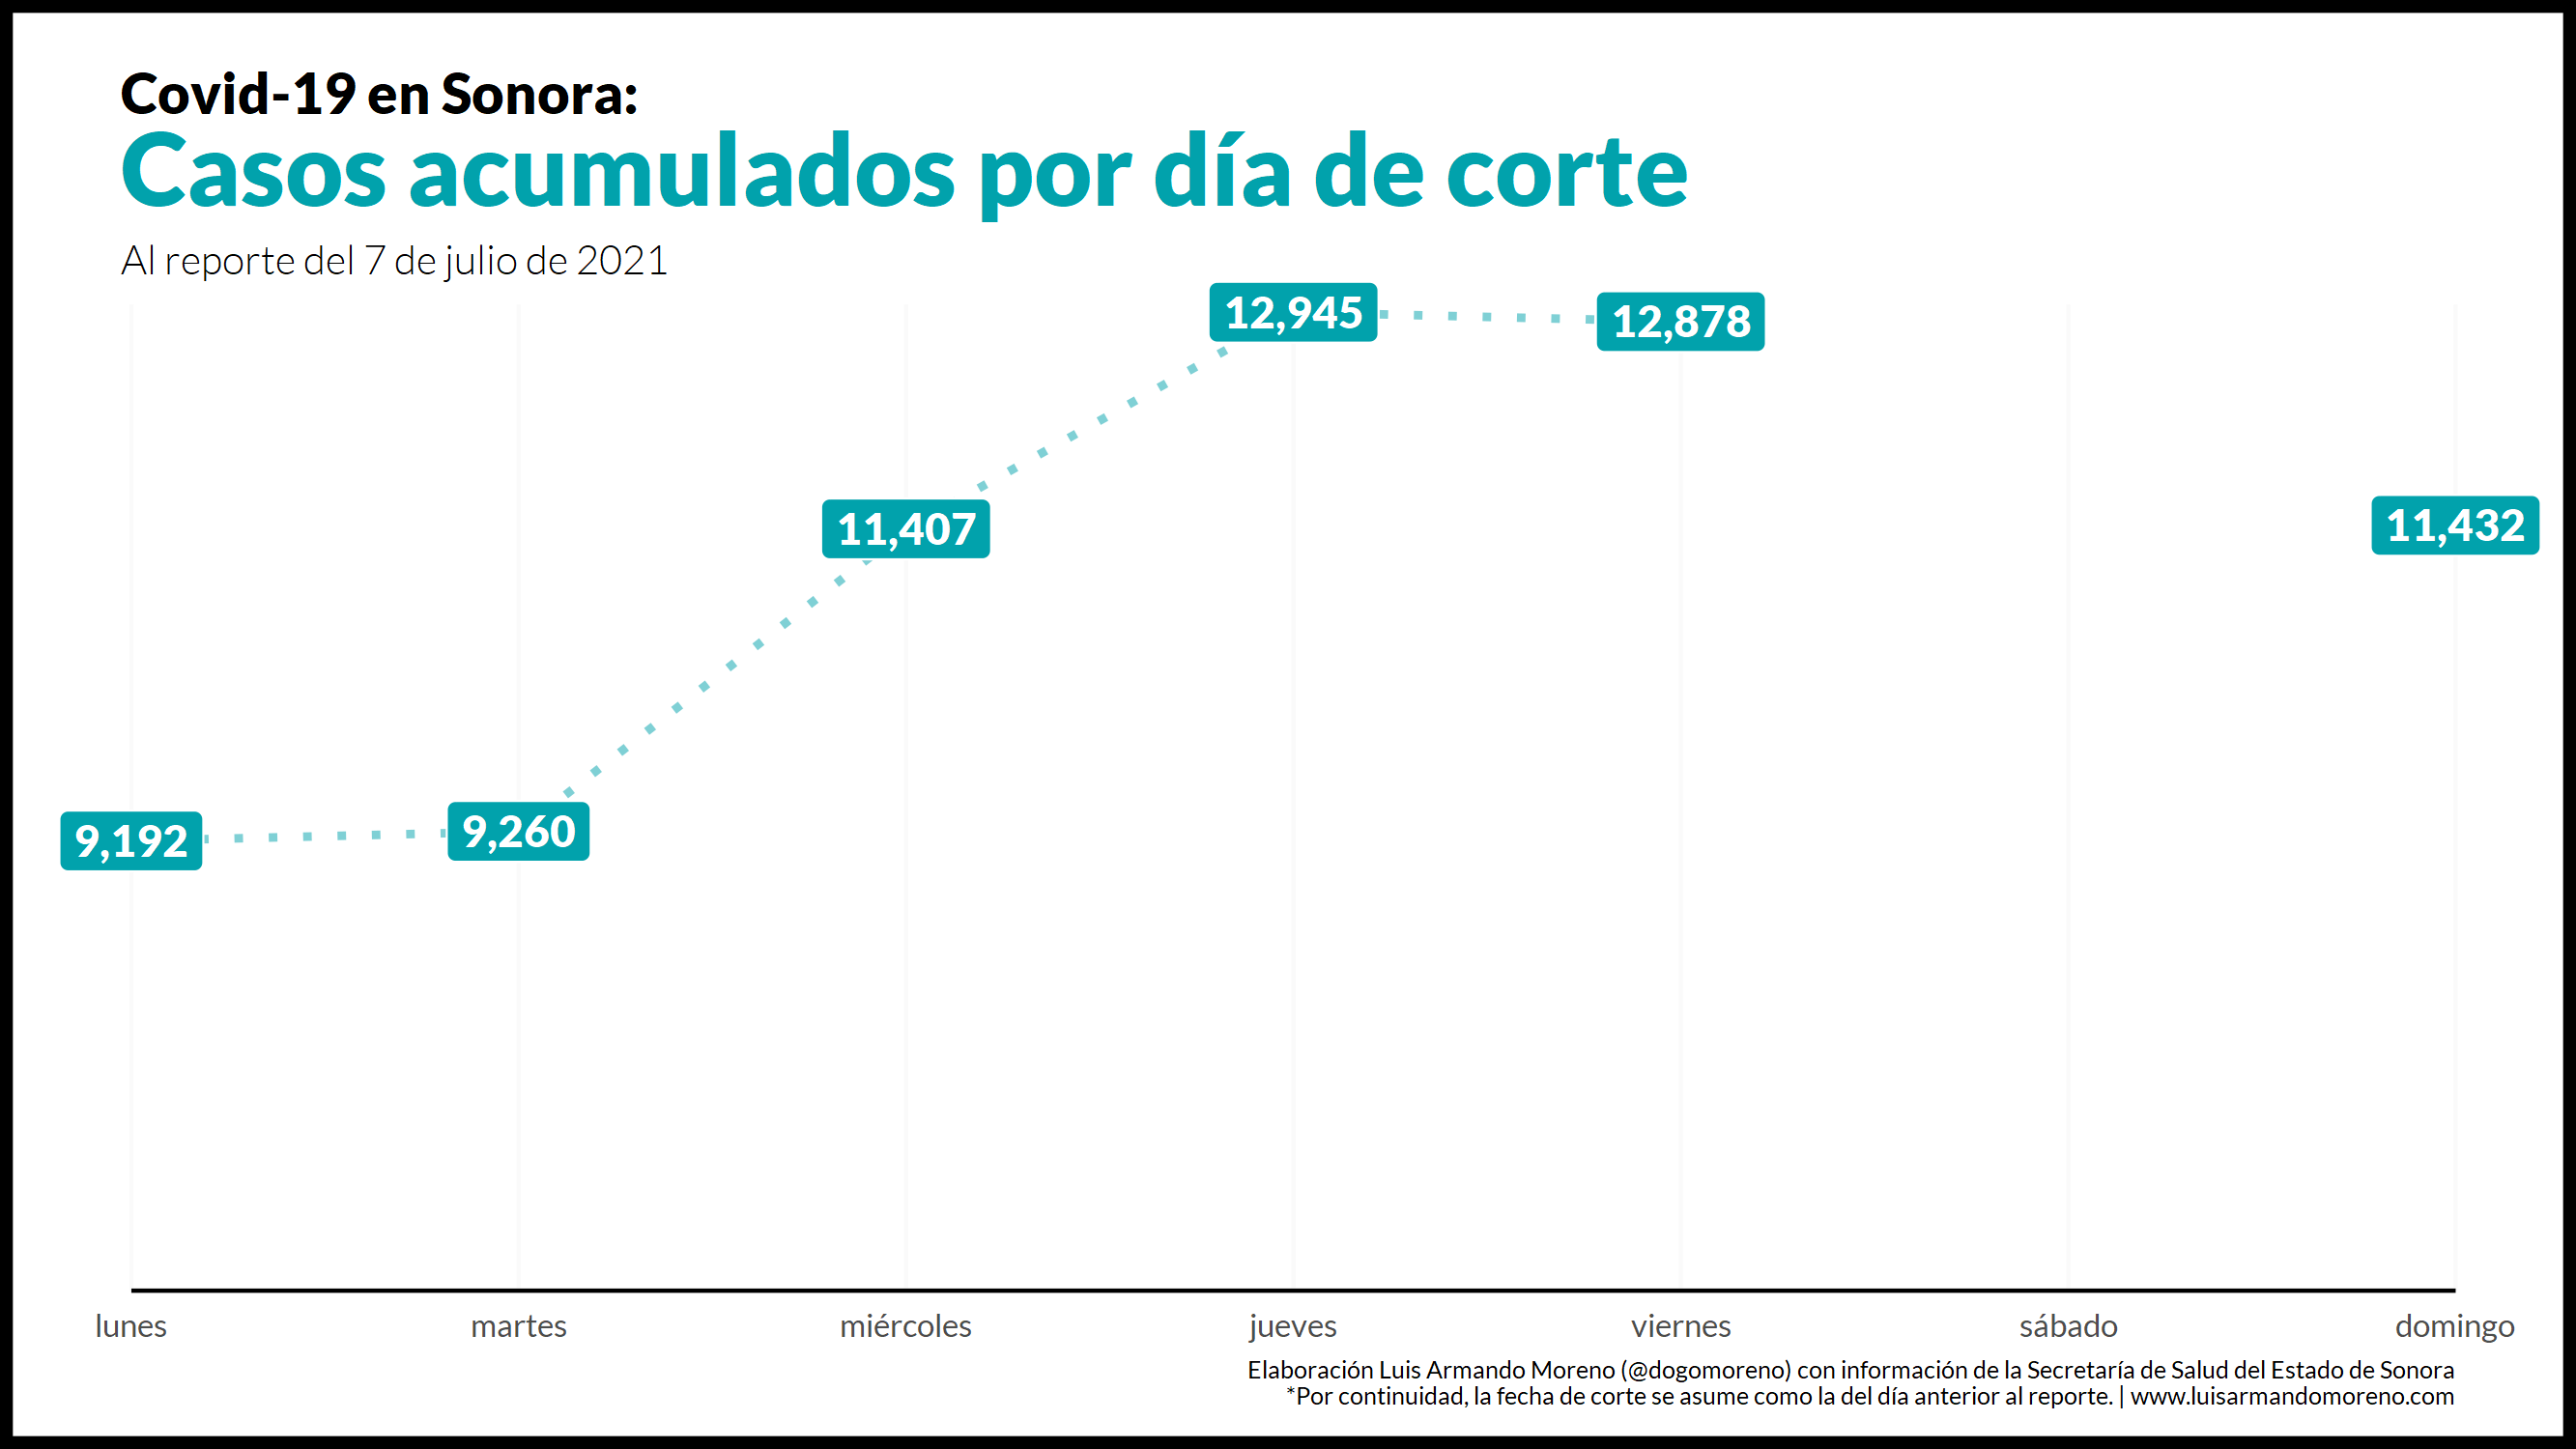 Covid-19 en Sonora:
Casos acumulados por día de corte
Al reporte del 7 de julio de 2021
12,945
12,878
11,407
11,432
9,192
9,260
lunes
martes
miércoles
jueves
viernes
sábado
domingo
Elaboración Luis Armando Moreno (@dogomoreno) con información de la Secretaría de Salud del Estado de Sonora
*Por continuidad, la fecha de corte se asume como la del día anterior al reporte. | www.luisarmandomoreno.com